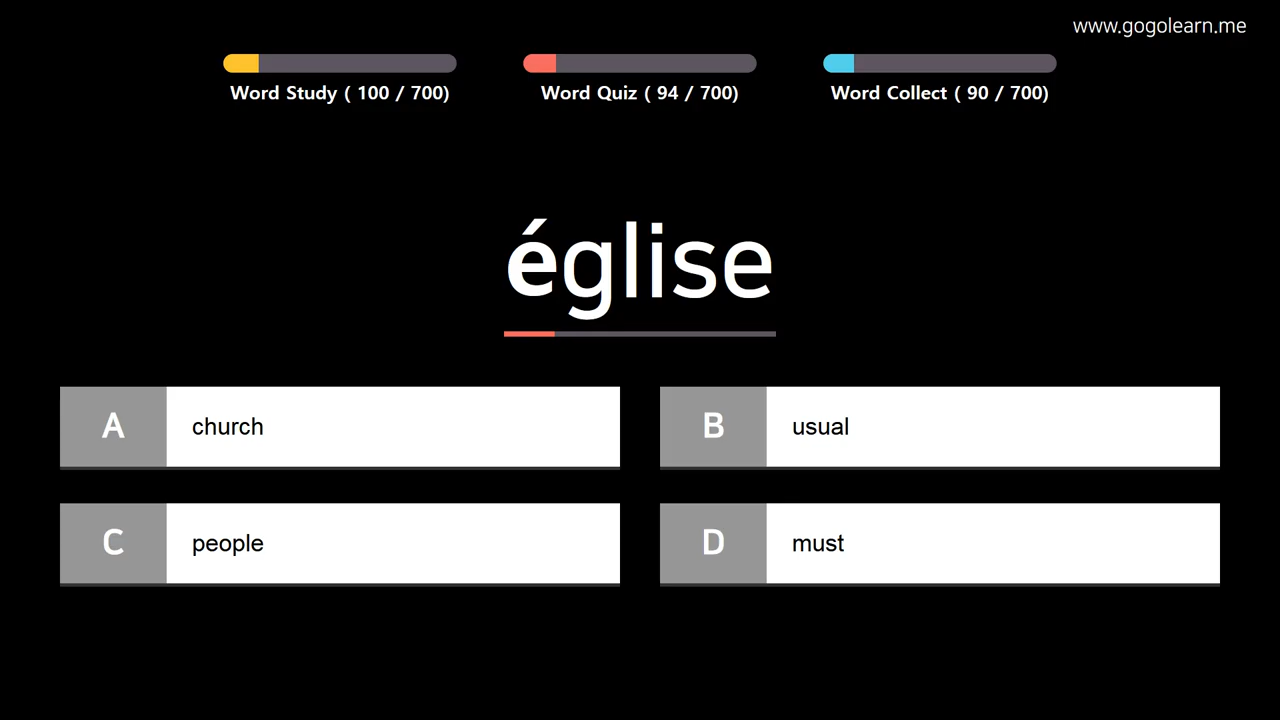 www.gogolearn.me
Word Study ( 100 / 700)
Word Quiz ( 94 / 700)
Word Collect ( 90 / 700)
église
A church
B usual
C people
D must